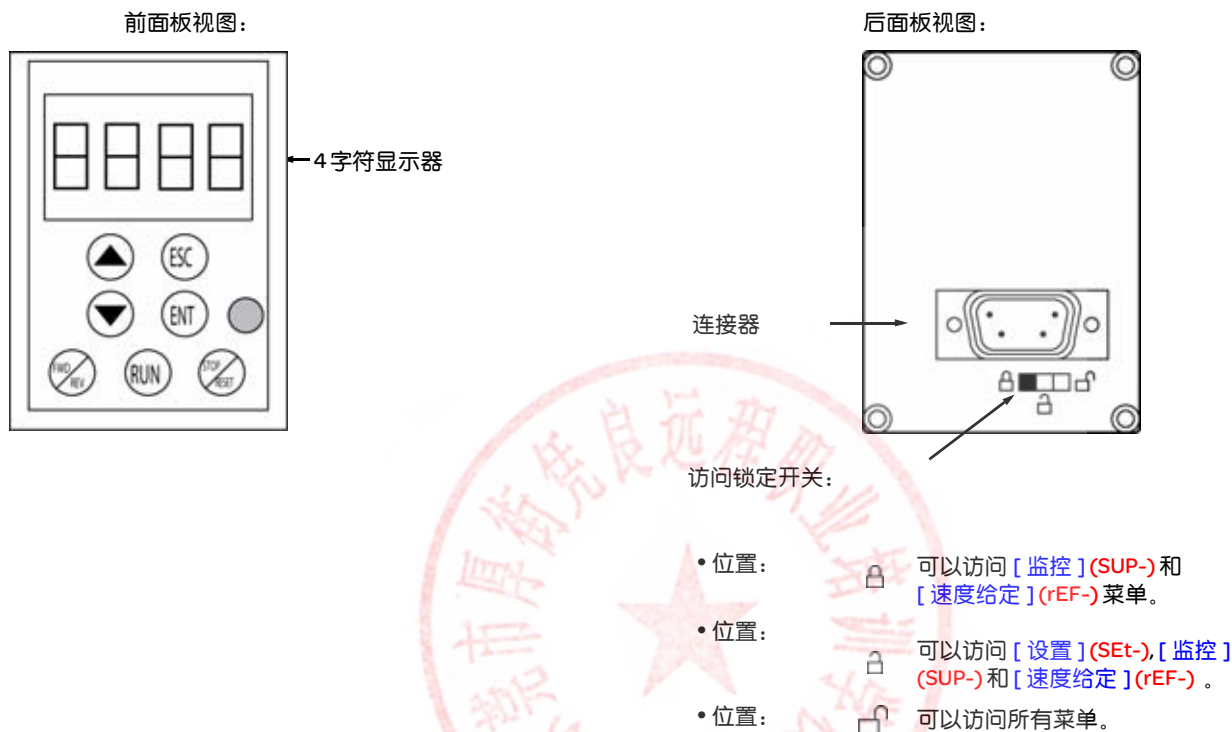 前面板视图：
后面板视图：
4字符显示器
ESC
ENT
FWD
REV
RUN
STOP
RESET
连接器
访问锁定开关：
•位置： 可以访问 [ 监控 ](SUP-) 和
[ 速度给定 ](rEF-) 菜单。
•位置： 可以访问 [ 设置 ](SEt-), [ 监控 ]
(SUP-) 和 [ 速度给定 ](rEF-) 。
•位置： 可以访问所有菜单。